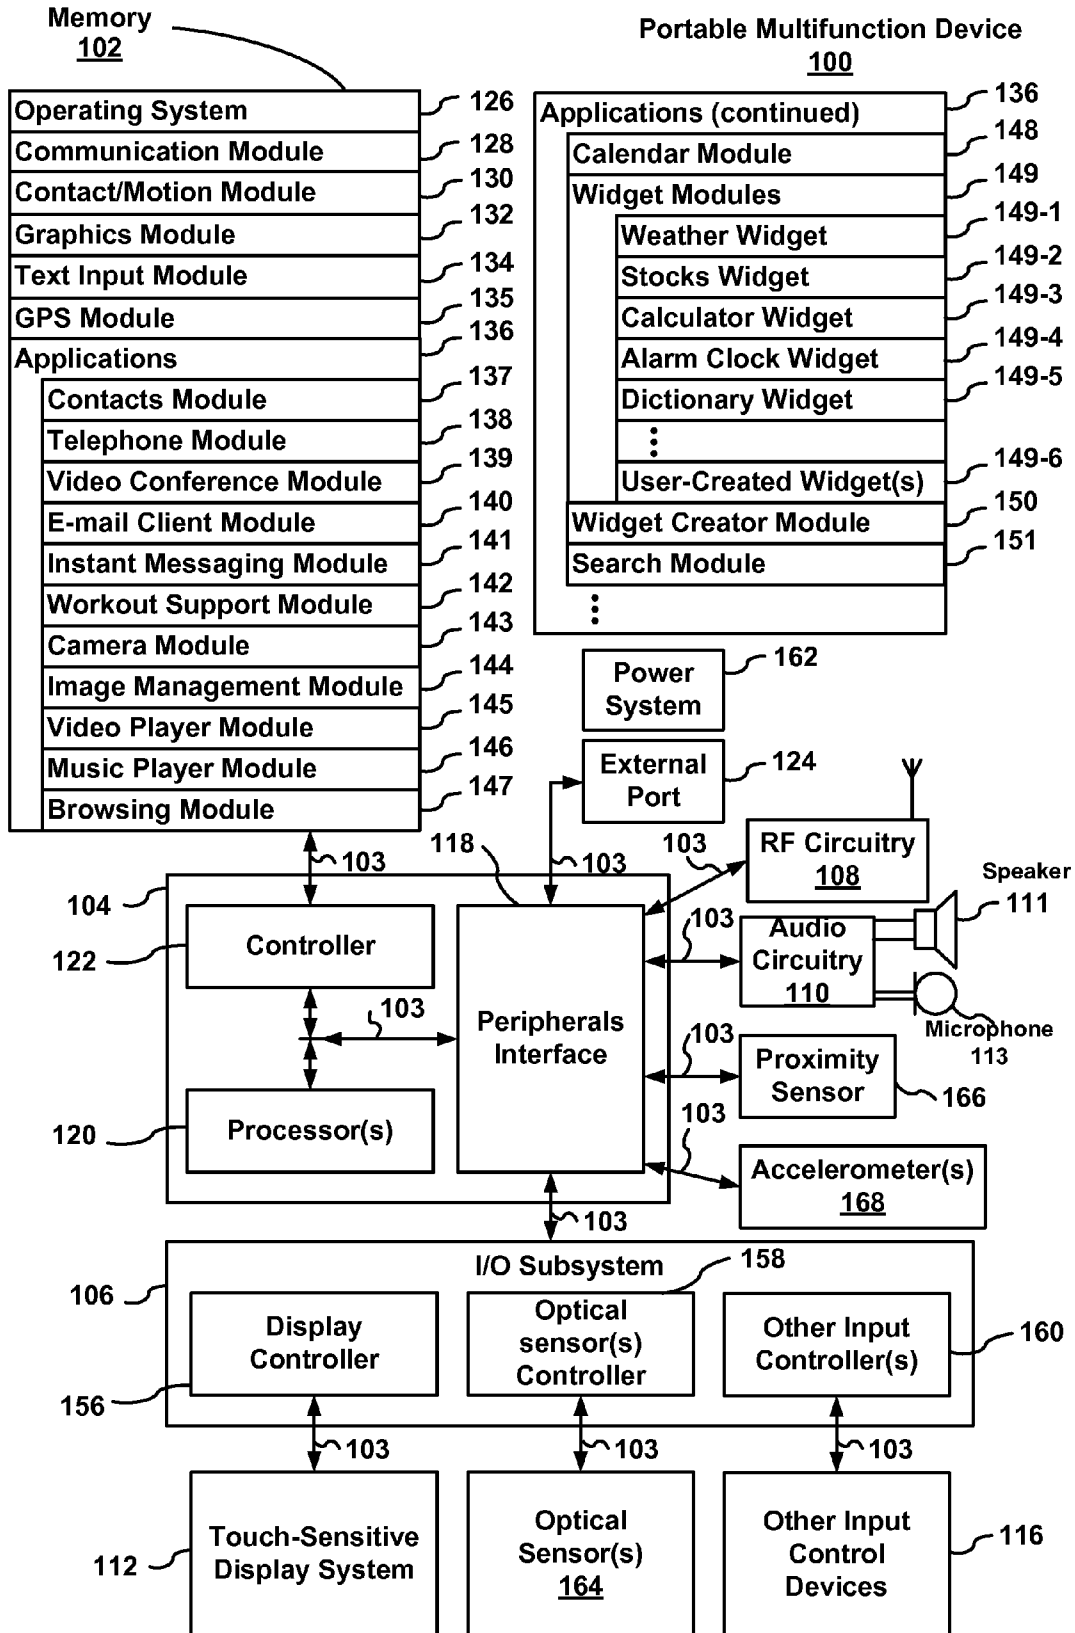 Memory
102
Portable Multifunction Device
100
Operating System
126
Communication Module
128
Contact/Motion Module
130
Graphics Module
132
Text Input Module
134
GPS Module
135
Applications
136
Contacts Module
137
Telephone Module
138
Video Conference Module
139
E-mail Client Module
140
Instant Messaging Module
141
Workout Support Module
142
Camera Module
143
Image Management Module
144
Video Player Module
145
Music Player Module
146
Browsing Module
147
Applications (continued)
136
Calendar Module
148
Widget Modules
149
Weather Widget
149-1
Stocks Widget
149-2
Calculator Widget
149-3
Alarm Clock Widget
149-4
Dictionary Widget
149-5
User-Created Widget(s)
149-6
Widget Creator Module
150
Search Module
151
Power
System
162
External
Port
124
103
103
118
103
RF Circuitry
108
Speaker
111
104
Controller
122
103
Audio
Circuitry
110
103
Peripherals
Interface
Microphone
113
103
Proximity
Sensor
166
Processor(s)
120
103
Accelerometer(s)
168
103
I/O Subsystem
106
Display
Controller
156
158
Optical
sensor(s)
Controller
Other Input
Controller(s)
160
103
103
103
Touch-Sensitive
Display System
112
Optical
Sensor(s)
164
Other Input
Control
Devices
116